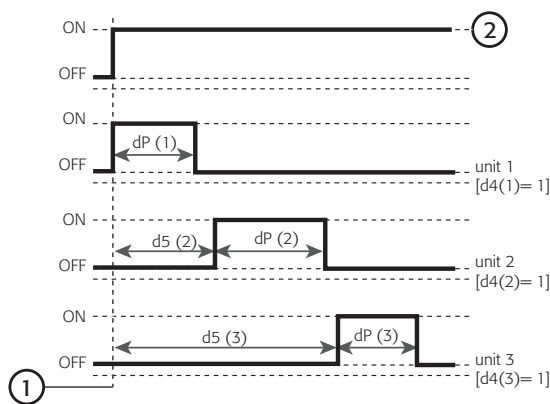 ON
2
OFF
ON
dP (1)
OFF
unit 1
[d4(1)= 1]
ON
d5 (2)
dP (2)
OFF
unit 2
[d4(2)= 1]
ON
d5 (3)
dP (3)
OFF
unit 3
[d4(3)= 1]
1